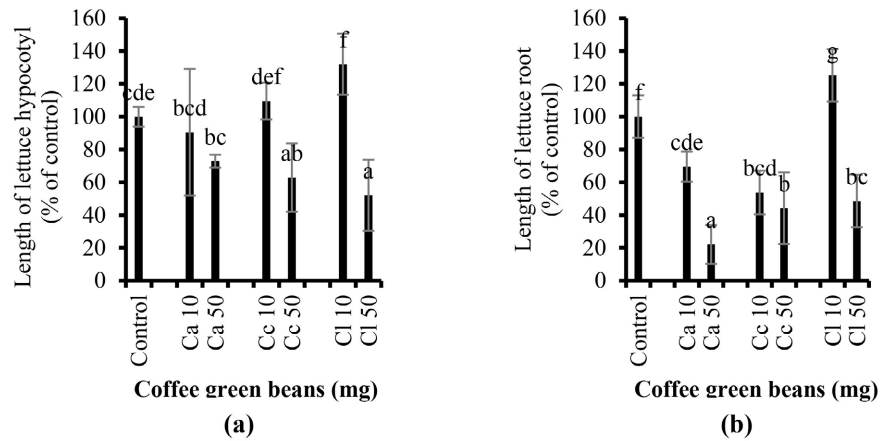 Length of lettuce hypocotyl
(% of control)
160
140
120
100
80
60
40
20
0
cde
bcd
bc
def
ab
f
a
Control
Ca 10
Ca 50
Cc 10
Cc 50
Cl 10
Cl 50
Coffee green beans (mg)
(a)
Length of lettuce root
(% of control)
160
140
120
100
80
60
40
20
0
f
cde
a
bcd
b
g
bc
Control
Ca 10
Ca 50
Cc 10
Cc 50
Cl 10
Cl 50
Coffee green beans (mg)
(b)